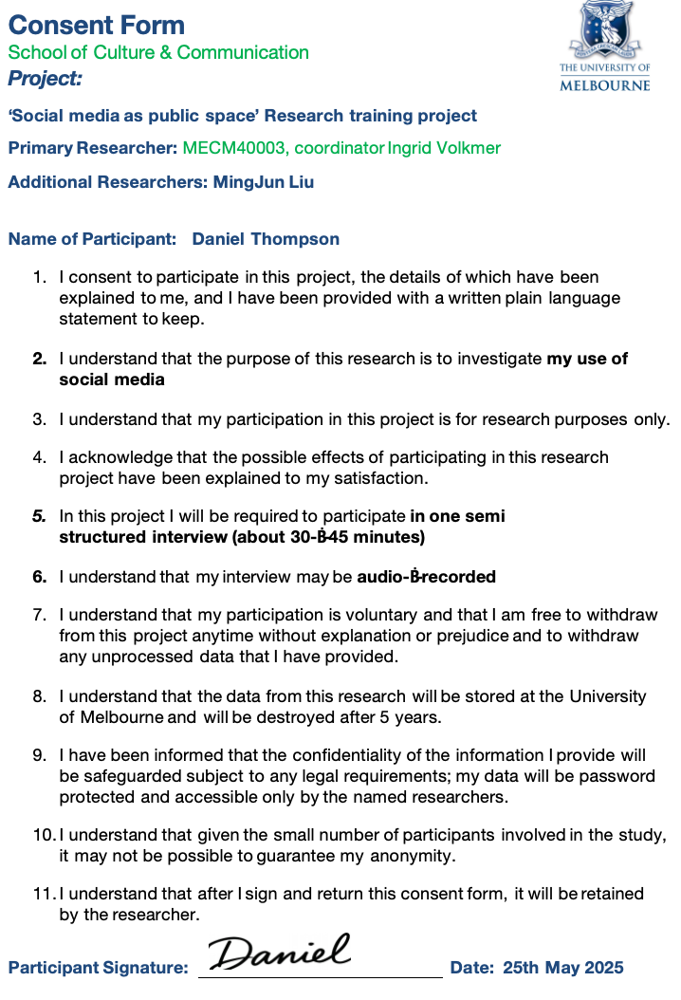 Consent Form
School of Culture & Communication
Project:
THE UNIVERSITY OF
MELBOURNE
‘Social media as public space’ Research training project
Primary Researcher: MECM40003, coordinator Ingrid Volkmer
Additional Researchers: MingJun Liu
Name of Participant: Daniel Thompson
1. I consent to participate in this project, the details of which have been
explained to me, and I have been provided with a written plain language
statement to keep.
2. I understand that the purpose of this research is to investigate my use of
social media
3. I understand that my participation in this project is for research purposes only.
4. I acknowledge that the possible effects of participating in this research
project have been explained to my satisfaction.
5. In this project I will be required to participate in one semi
structured interview (about 30-45 minutes)
6. I understand that my interview may be audio-recorded
7. I understand that my participation is voluntary and that I am free to withdraw
from this project anytime without explanation or prejudice and to withdraw
any unprocessed data that I have provided.
8. I understand that the data from this research will be stored at the University
of Melbourne and will be destroyed after 5 years.
9. I have been informed that the confidentiality of the information I provide will
be safeguarded subject to any legal requirements; my data will be password
protected and accessible only by the named researchers.
10. I understand that given the small number of participants involved in the study,
it may not be possible to guarantee my anonymity.
11. I understand that after I sign and return this consent form, it will be retained
by the researcher.
Participant Signature: Daniel Date: 25th May 2025